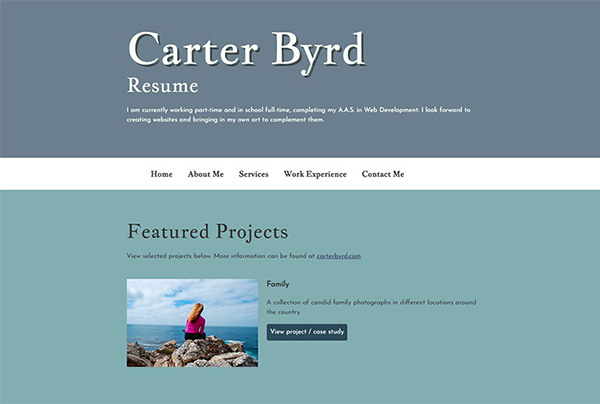 Carter Byrd
Resume
I am currently working part-time and in school full-time, completing my A.A.S. in Web Development. I look forward to
creating websites and bringing in my own art to complement them.
Home About Me Services Work Experience Contact Me
Featured Projects
View selected projects below. More information can be found at carterbyrd.com.
Family
A collection of candid family photographs in different locations around
the country.
View project / case study